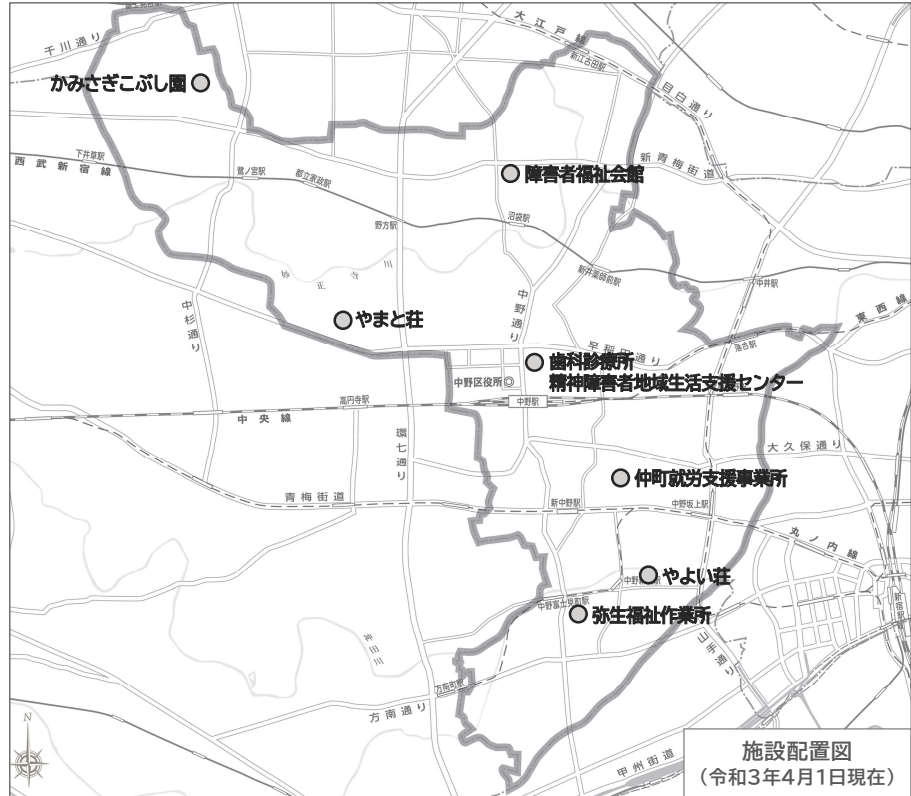 千川通り
大江戸線
新江古田駅
目白通り
かみさぎこぶし園
下井草駅
西武新宿線
鷺ノ宮駅
都立家政駅
障害者福祉会館
新青梅街道
野方駅
沼袋駅
妙正寺川
新井薬師前駅
中井駅
中杉通り
やまと荘
中野通り
早稲田通り
東西線
落合駅
歯科診療所
中野区役所◎
精神障害者地域生活支援センター
高円寺駅
中野駅
中央線
環七通り
大久保通り
仲町就労支援事業所
青梅街道
新中野駅
中野坂上駅
丸ノ内線
やよい荘
中野富士見町駅
弥生福祉作業所
新宿駅
山手通り
方南町駅
方南通り
甲州街道
N
施設配置図
(令和3年4月1日現在)